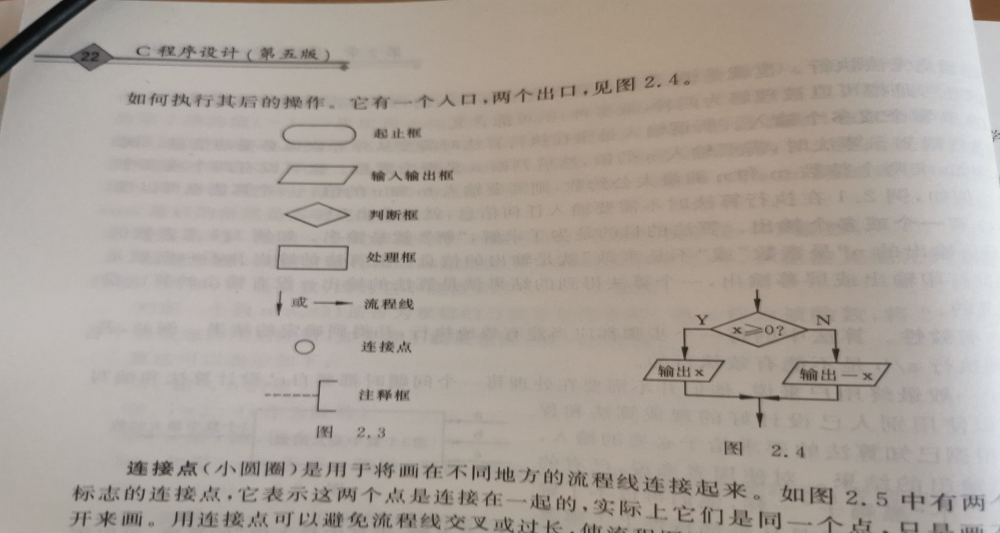 22 C 程序设计(第五版)
如何执行其后的操作。它有一个入口,两个出口,见图 2.4。
起止框
输入输出框
判断框
处理框
或 流程线
连接点
注释框
图 2.3
Y x⩾0? N
输出x 输出－x
图 2.4
连接点(小圆圈)是用于将画在不同地方的流程线连接起来。如图 2.5 中有两个
标志的连接点,它表示这两个点是连接在一起的,实际上它们是同一个点,只是画不
开来画。用连接点可以避免流程线交叉或过长,使流程图